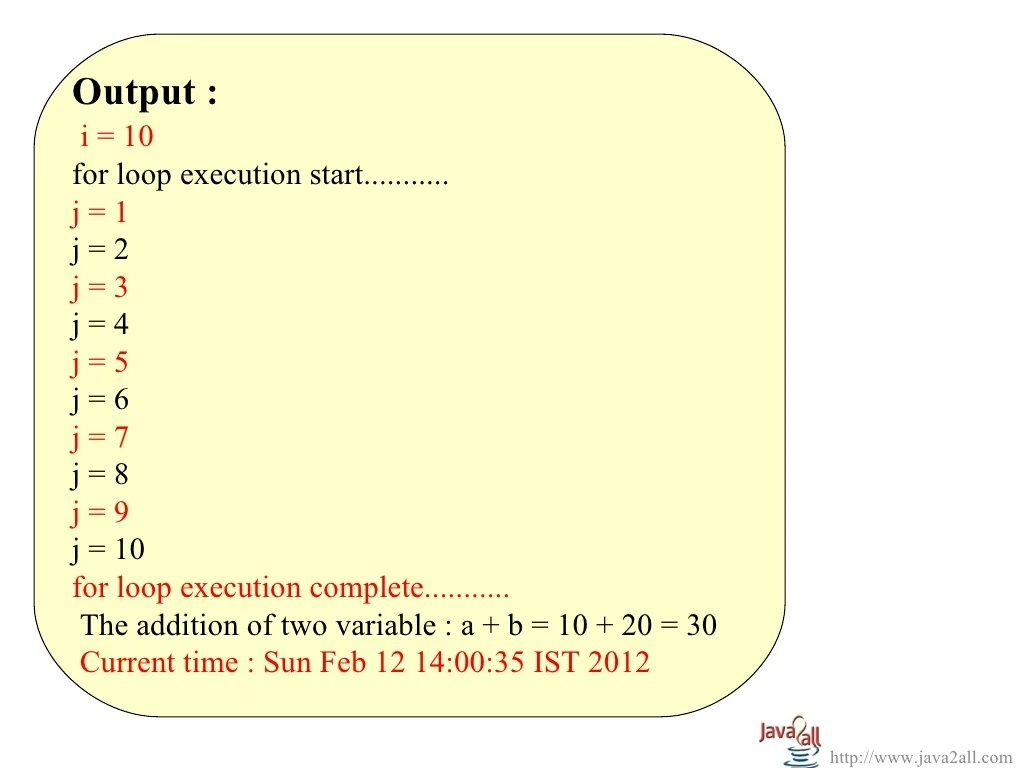 Output :
i = 10
for loop execution start...........
j = 1
j = 2
j = 3
j = 4
j = 5
j = 6
j = 7
j = 8
j = 9
j = 10
for loop execution complete...........
The addition of two variable : a + b = 10 + 20 = 30
Current time : Sun Feb 12 14:00:35 IST 2012
Java2all
http://www.java2all.com